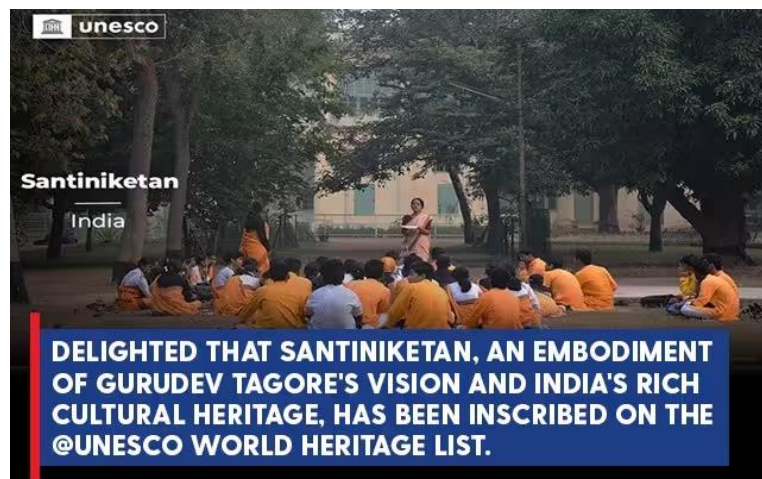 unesco
Santiniketan
India
DELIGHTED THAT SANTINIKETAN, AN EMBODIMENT
OF GURUDEV TAGORE'S VISION AND INDIA'S RICH
CULTURAL HERITAGE, HAS BEEN INSCRIBED ON THE
@UNESCO WORLD HERITAGE LIST.